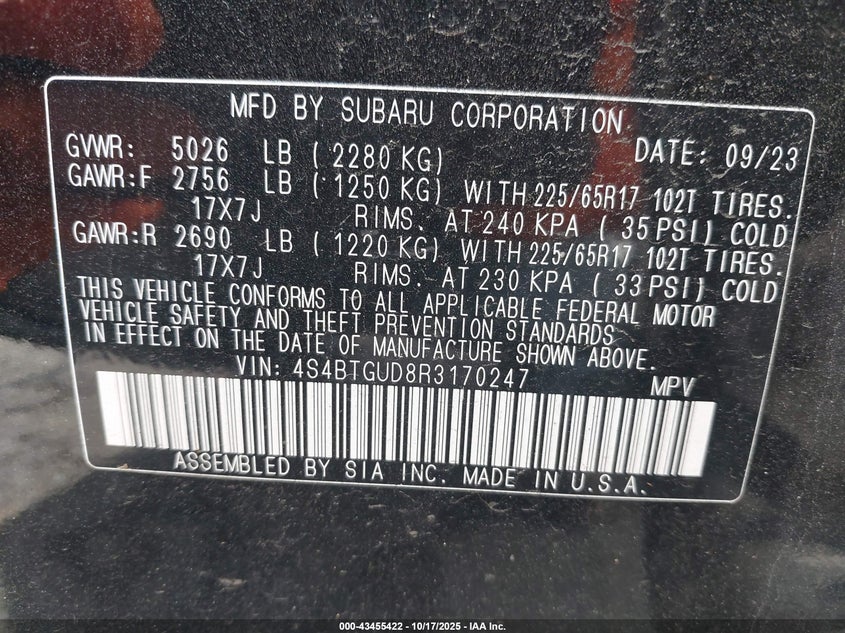 MFD BY SUBARU CORPORATION
GVWR: 5026 LB ( 2280 KG) DATE: 09/23
GAWR:F 2756 LB ( 1250 KG) WITH 225/65R17 102T TIRES.
17X7J RIMS. AT 240 KPA ( 35 PSI) COLD
GAWR:R 2690 LB ( 1220 KG) WITH 225/65R17 102T TIRES.
17X7J RIMS. AT 230 KPA ( 33 PSI) COLD
THIS VEHICLE CONFORMS TO ALL APPLICABLE FEDERAL MOTOR
VEHICLE SAFETY AND THEFT PREVENTION STANDARDS
IN EFFECT ON THE DATE OF MANUFACTURE SHOWN ABOVE.
VIN: 4S4BTGUD8R3170247 MPV
ASSEMBLED BY SIA INC. MADE IN U.S.A.
000-43455422 | 10/17/2025 - IAA Inc.